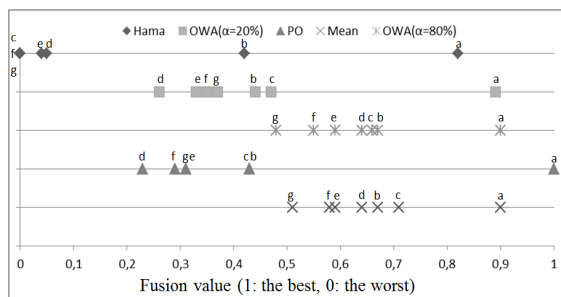 Hama OWA(α=20%) PO Mean OWA(α=80%)
c
f
g
e d b a
d e f g b c a
g f e d c b a
d f g e c b a
g f e d b c a
0 0,1 0,2 0,3 0,4 0,5 0,6 0,7 0,8 0,9 1
Fusion value (1: the best, 0: the worst)